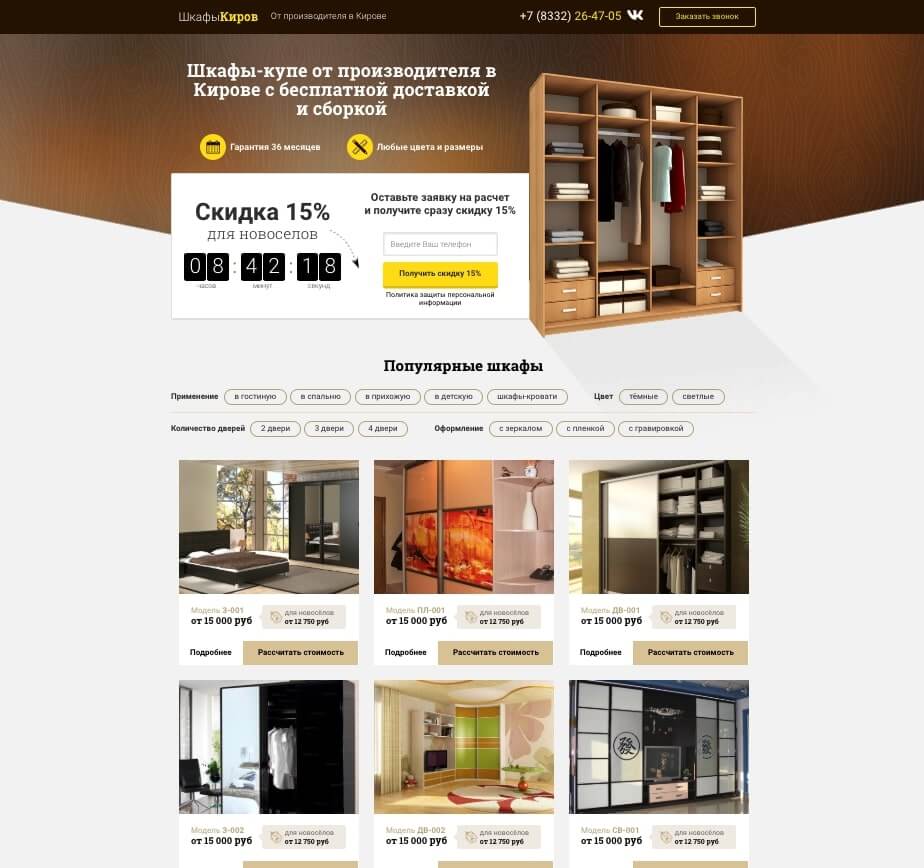 ШкафыКиров От производителя в Кирове +7 (8332) 26-47-05 Заказать звонок
Шкафы-купе от производителя в
Кирове с бесплатной доставкой
и сборкой
Гарантия 36 месяцев Любые цвета и размеры
Скидка 15%
для новоселов
08:42:18
часов минут секунд
Оставьте заявку на расчет
и получите сразу скидку 15%
Введите Ваш телефон
Получить скидку 15%
Политика защиты персональной
информации
Популярные шкафы
Применение в гостиную в спальню в прихожую в детскую шкафы-кровати Цвет тёмные светлые
Количество дверей 2 двери 3 двери 4 двери Оформление с зеркалом с пленкой с гравировкой
Модель З-001
от 15 000 руб
для новосёлов
от 12 750 руб
Подробнее Рассчитать стоимость
Модель ПЛ-001
от 15 000 руб
для новосёлов
от 12 750 руб
Подробнее Рассчитать стоимость
Модель ДВ-001
от 15 000 руб
для новосёлов
от 12 750 руб
Подробнее Рассчитать стоимость
發
Модель З-002
от 15 000 руб
для новосёлов
от 12 750 руб
Модель ДВ-002
от 15 000 руб
для новосёлов
от 12 750 руб
Модель СВ-001
от 15 000 руб
для новосёлов
от 12 750 руб